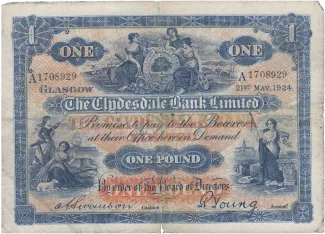 1 1
ONE ONE
A 1708929 A 1708929
GLASGOW 21ST MAY, 1924.
The Clydesdale Bank Limited
Promise to pay to the Bearer
at their Office here on Demand
ONE POUND
By order of the Board of Directors
Cashier
R Young